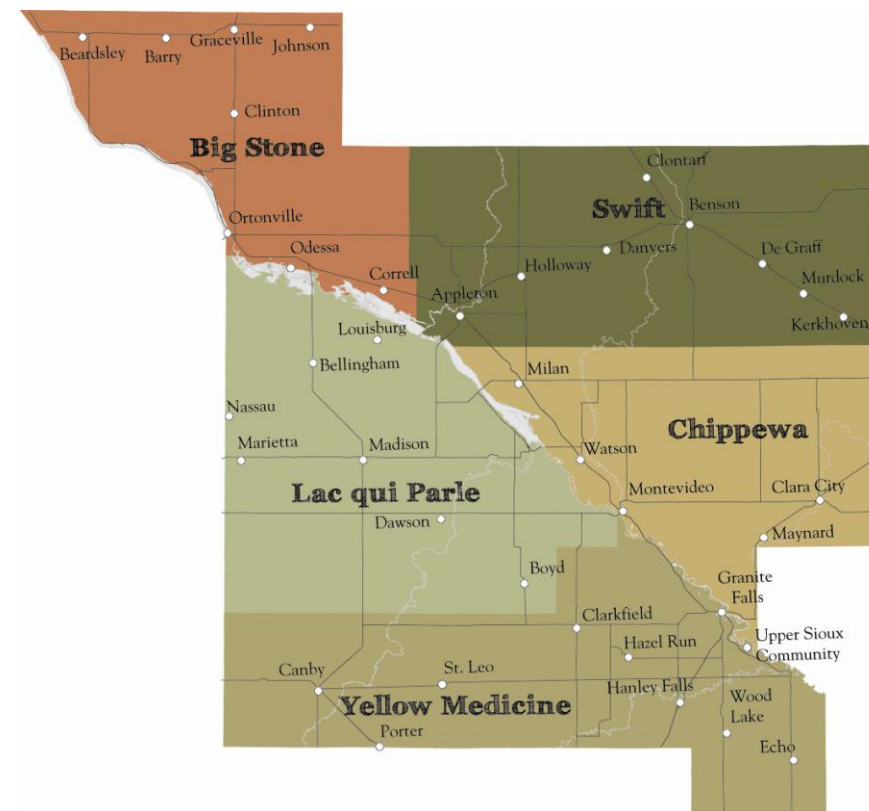 Graceville
Johnson
Beardsley
Barry
Clinton
Big Stone
Clontarf
Swift
Benson
Ortonville
Odessa
Danvers
De Graff
Holloway
Correll
Murdock
Appleton
Kerkhoven
Louisburg
Bellingham
Milan
Nassau
Chippewa
Marietta
Madison
Watson
Lac qui Parle
Montevideo
Clara City
Dawson
Maynard
Boyd
Granite
Falls
Clarkfield
Hazel Run
Upper Sioux
Community
Canby
St. Leo
Hanley Falls
Yellow Medicine
Wood
Lake
Porter
Echo